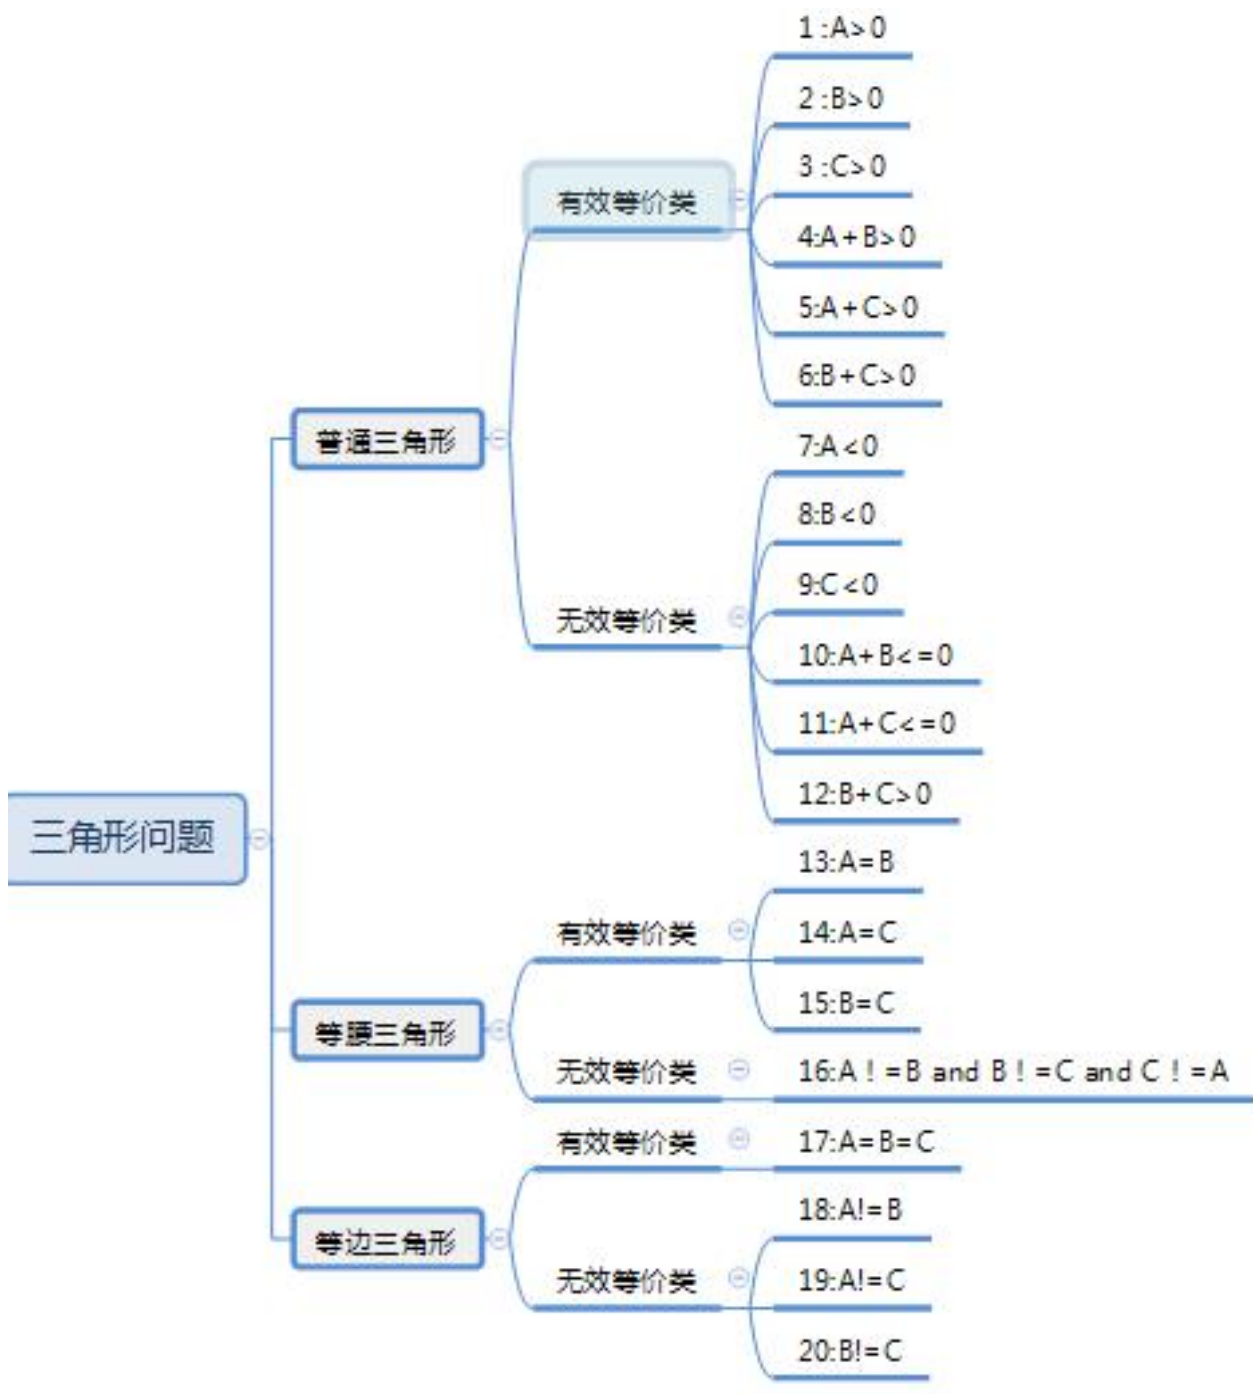 三角形问题
普通三角形
有效等价类
1 :A>0
2 :B>0
3 :C>0
4:A+B>0
5:A+C>0
6:B+C>0
无效等价类
7:A<0
8:B<0
9:C<0
10:A+B<=0
11:A+C<=0
12:B+C>0
等腰三角形
有效等价类
13:A=B
14:A=C
15:B=C
无效等价类
16:A！=B and B！=C and C！=A
等边三角形
有效等价类
17:A=B=C
无效等价类
18:A!=B
19:A!=C
20:B!=C